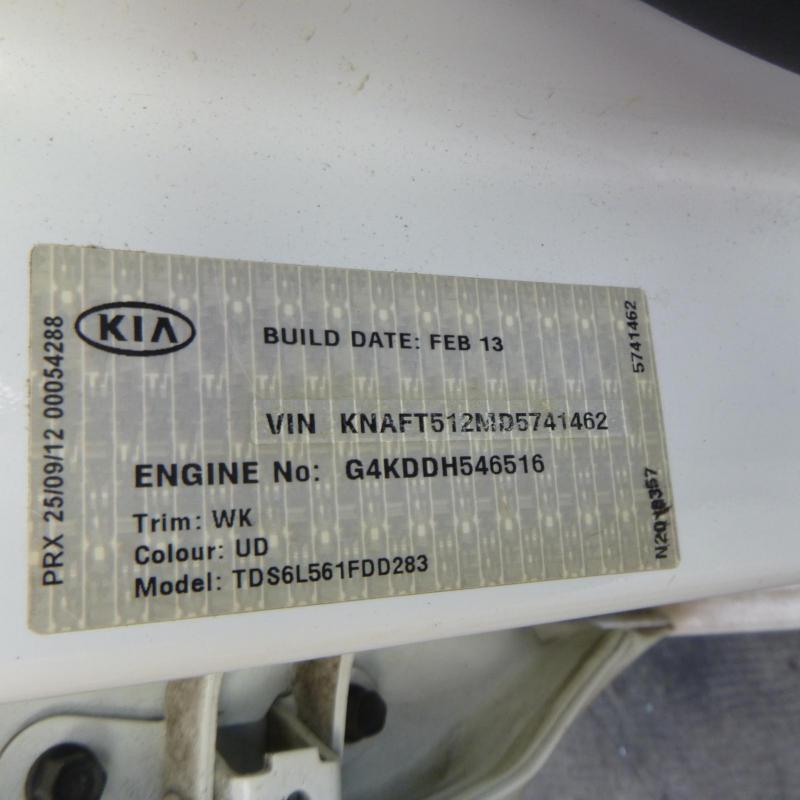 KIA
BUILD DATE: FEB 13
VIN KNAFT512MD5741462
ENGINE No: G4KDDH546516
Trim: WK
Colour: UD
Model: TDS6L561FDD283
PRX 25/09/12 00054288
5741462